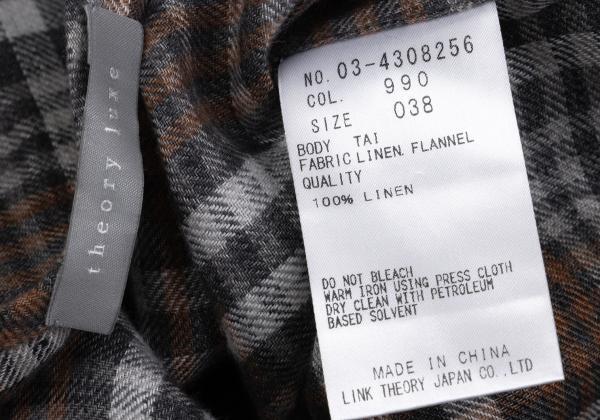 theory luxe
NO. 03-4308256
COL. 990
SIZE 038
BODY TAI
FABRIC LINEN. FLANNEL
QUALITY
100% LINEN
DO NOT BLEACH
WARM IRON USING PRESS CLOTH
DRY CLEAN WITH PETROLEUM
BASED SOLVENT
MADE IN CHINA
LINK THEORY JAPAN CO.,LTD